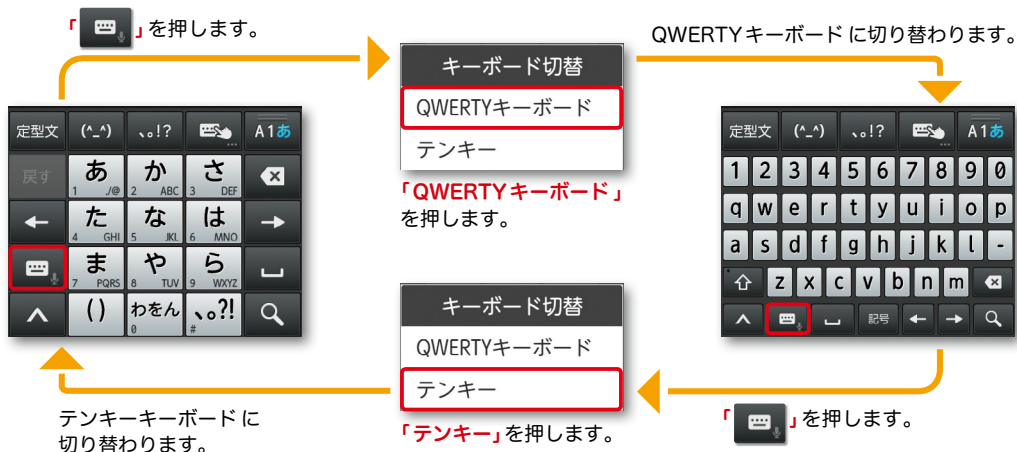 「 」を押します。
キーボード切替
QWERTYキーボード
テンキー
「QWERTYキーボード」
を押します。
QWERTYキーボード に切り替わります。
定型文 (^_^) 、。!? A1あ
戻す あ 1 ./@ か 2 ABC さ 3 DEF
← た 4 GHI な 5 JKL は 6 MNO →
ま 7 PQRS や 8 TUV ら 9 WXYZ
() わをん 0 、。?! #
定型文 (^_^) 、。!? A1あ
1 2 3 4 5 6 7 8 9 0
q w e r t y u i o p
a s d f g h j k l -
z x c v b n m
記号 ← →
「 」を押します。
キーボード切替
QWERTYキーボード
テンキー
「テンキー」を押します。
テンキーキーボード に
切り替わります。